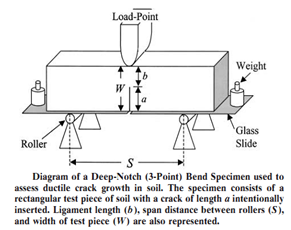 Load-Point
Weight
W
b
a
Glass
Slide
Roller
S
Diagram of a Deep-Notch (3-Point) Bend Specimen used to
assess ductile crack growth in soil. The specimen consists of a
rectangular test piece of soil with a crack of length a intentionally
inserted. Ligament length (b), span distance between rollers (S),
and width of test piece (W) are also represented.